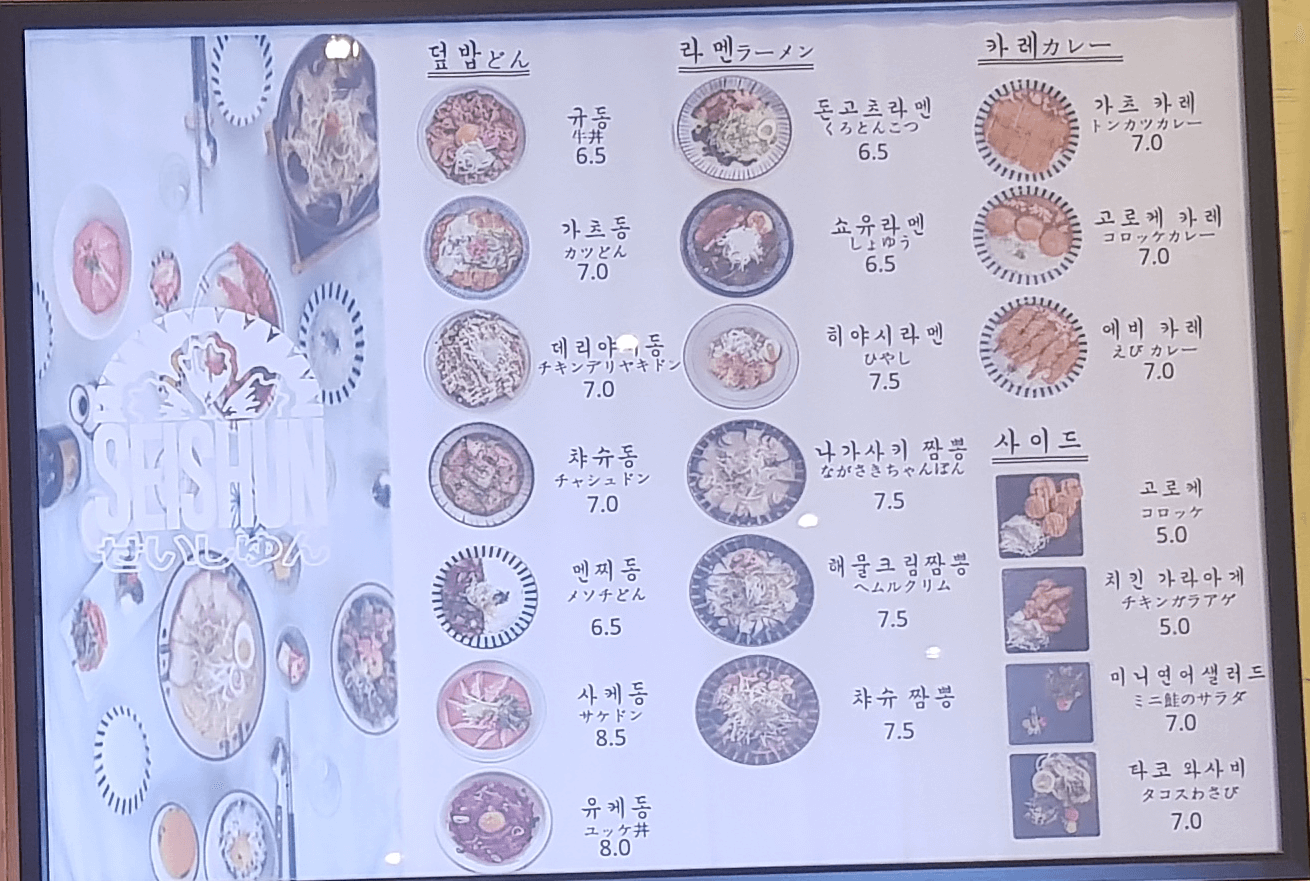 SEISHUN
せいしゅん
덮밥どん
규동
牛丼
6.5
가츠동
カツどん
7.0
데리야 동
チキンデリヤキドン
7.0
챠슈동
チャシュドン
7.0
멘찌동
メソチどん
6.5
사케동
サケドン
8.5
유케동
ユッケ丼
8.0
라멘ラーメン
돈고츠라멘
くろとんこつ
6.5
쇼유라멘
しょゆう
6.5
히야시라멘
ひやし
7.5
나가사키 짬뽕
ながさきちゃんぽん
7.5
해물크림짬뽕
ヘムルクリム
7.5
챠슈 짬뽕
7.5
카레カレー
가츠 카레
トンカツカレー
7.0
고로케 카레
コロッケカレー
7.0
에비 카레
えび カレー
7.0
사이드
고로케
コロッケ
5.0
치킨 가라아게
チキンガラアゲ
5.0
미니연어샐러드
ミニ鮭のサラダ
7.0
타코 와사비
タコスわさび
7.0